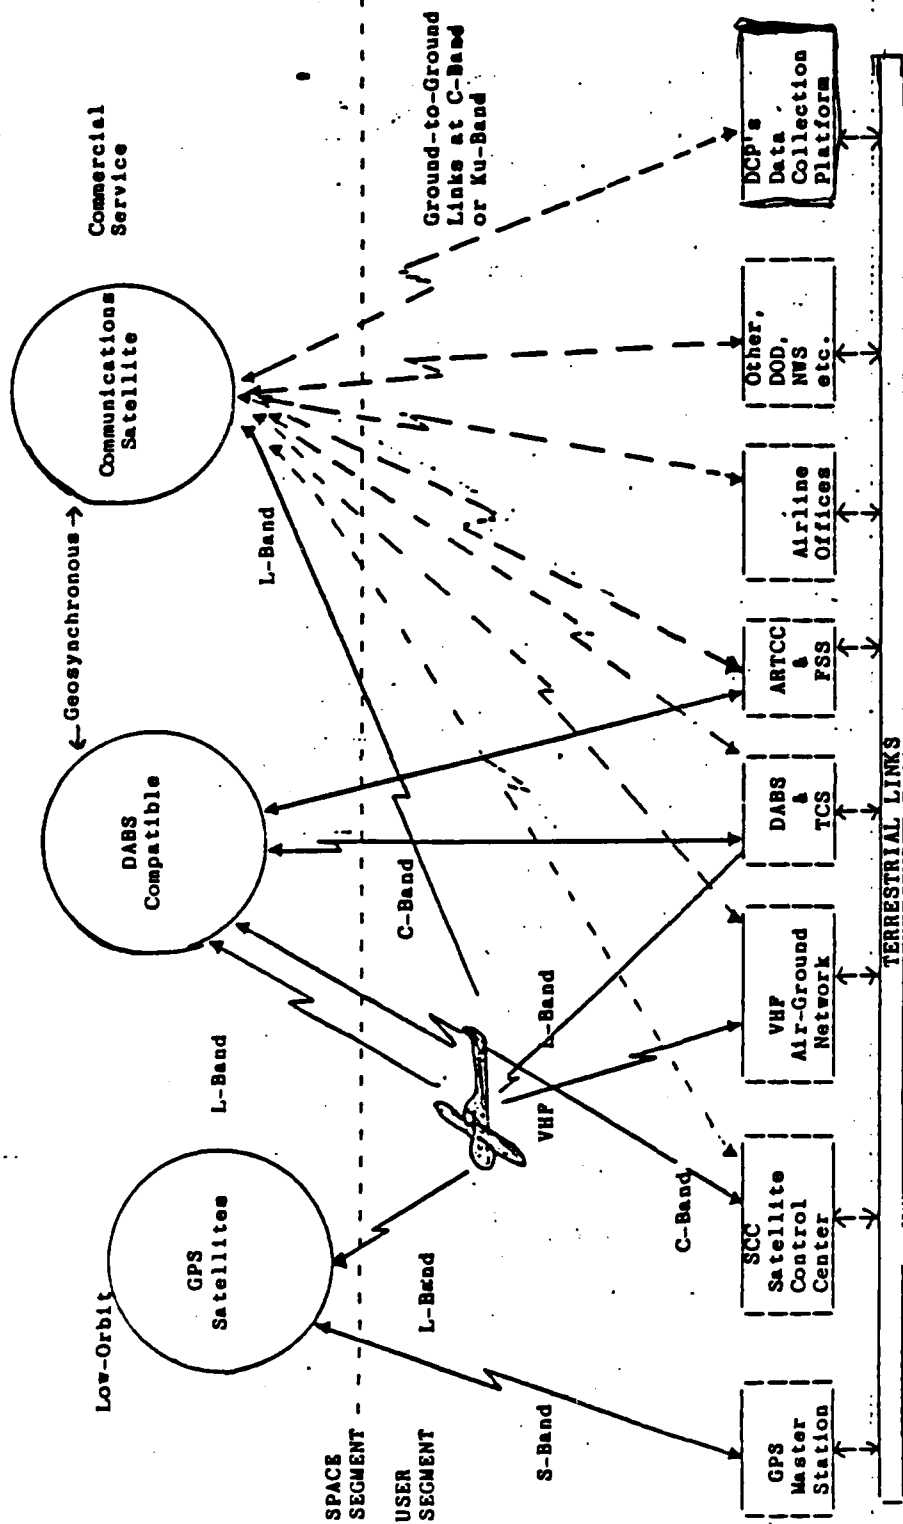 Low-Orbit
GPS
Satellites
DABS
Compatible
←Geosynchronous→
Communications
Satellite
Commercial
Service
L-Band
L-Band
SPACE
SEGMENT
USER
SEGMENT
L-Band
C-Band
Ground-to-Ground
Links at C-Band
or Ku-Band
S-Band
VHF
L-Band
C-Band
GPS
Master
Station
SCC
Satellite
Control
Center
VHF
Air-Ground
Network
DABS
&
TCS
ARTCC
&
FSS
Airline
Offices
Other,
DOD,
NWS
etc.
DCP's
Data
Collection
Platform
TERRESTRIAL LINKS